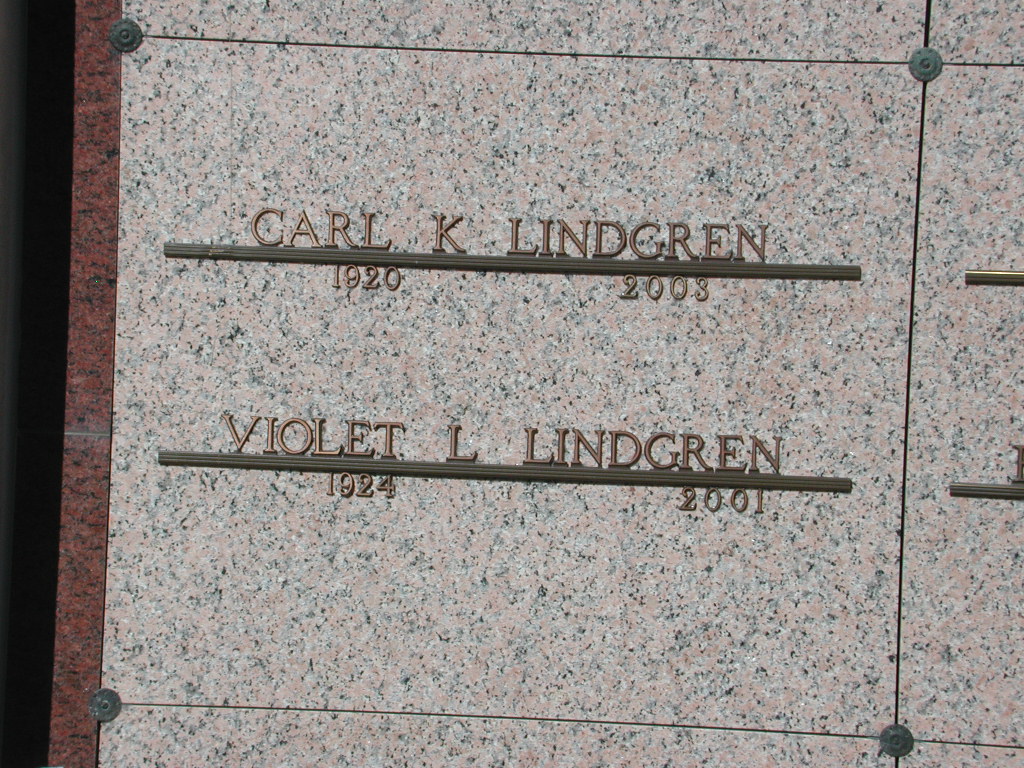 CARL K LINDGREN
1920 2003
VIOLET L LINDGREN
1924 2001